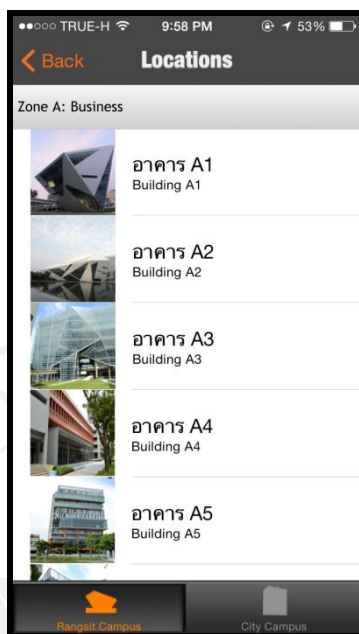 TRUE-H 9:58 PM 53%
Back Locations
Zone A: Business
อาคาร A1
Building A1
อาคาร A2
Building A2
อาคาร A3
Building A3
อาคาร A4
Building A4
อาคาร A5
Building A5
Rangsit Campus City Campus